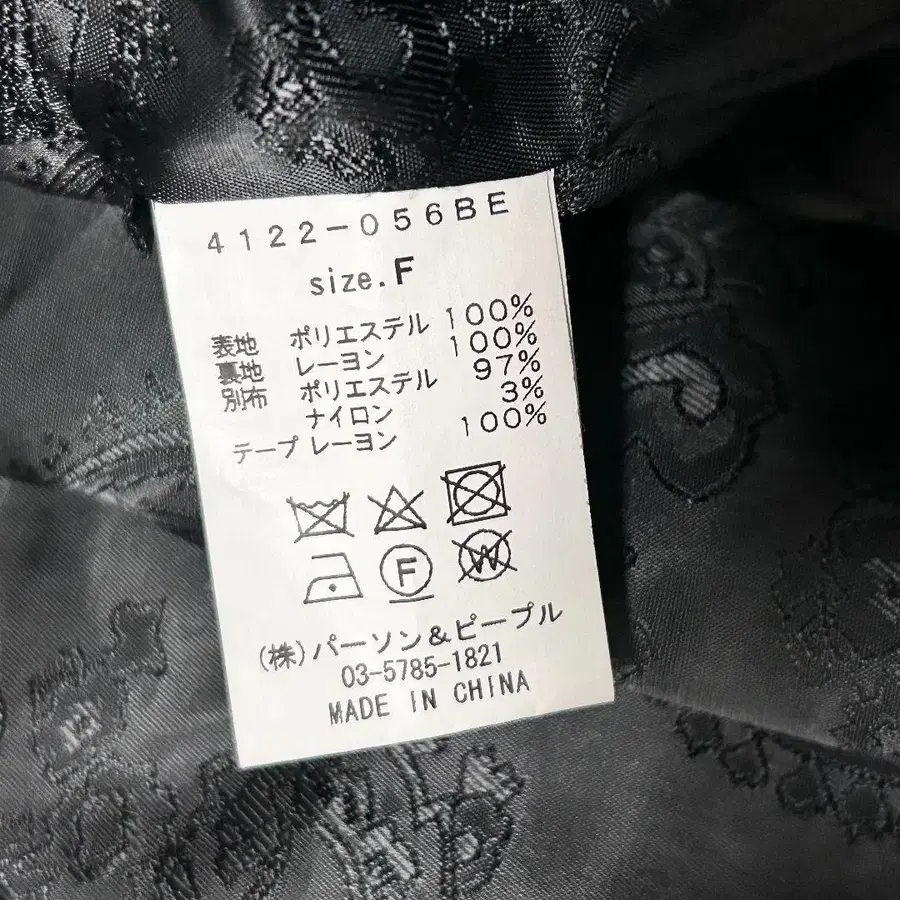 4122-056BE
size.F
表地 ポリエステル 100%
裏地 レーヨン 100%
別布 ポリエステル 97%
ナイロン 3%
テープ レーヨン 100%
F W
(株)パーソン&ピープル
03-5785-1821
MADE IN CHINA